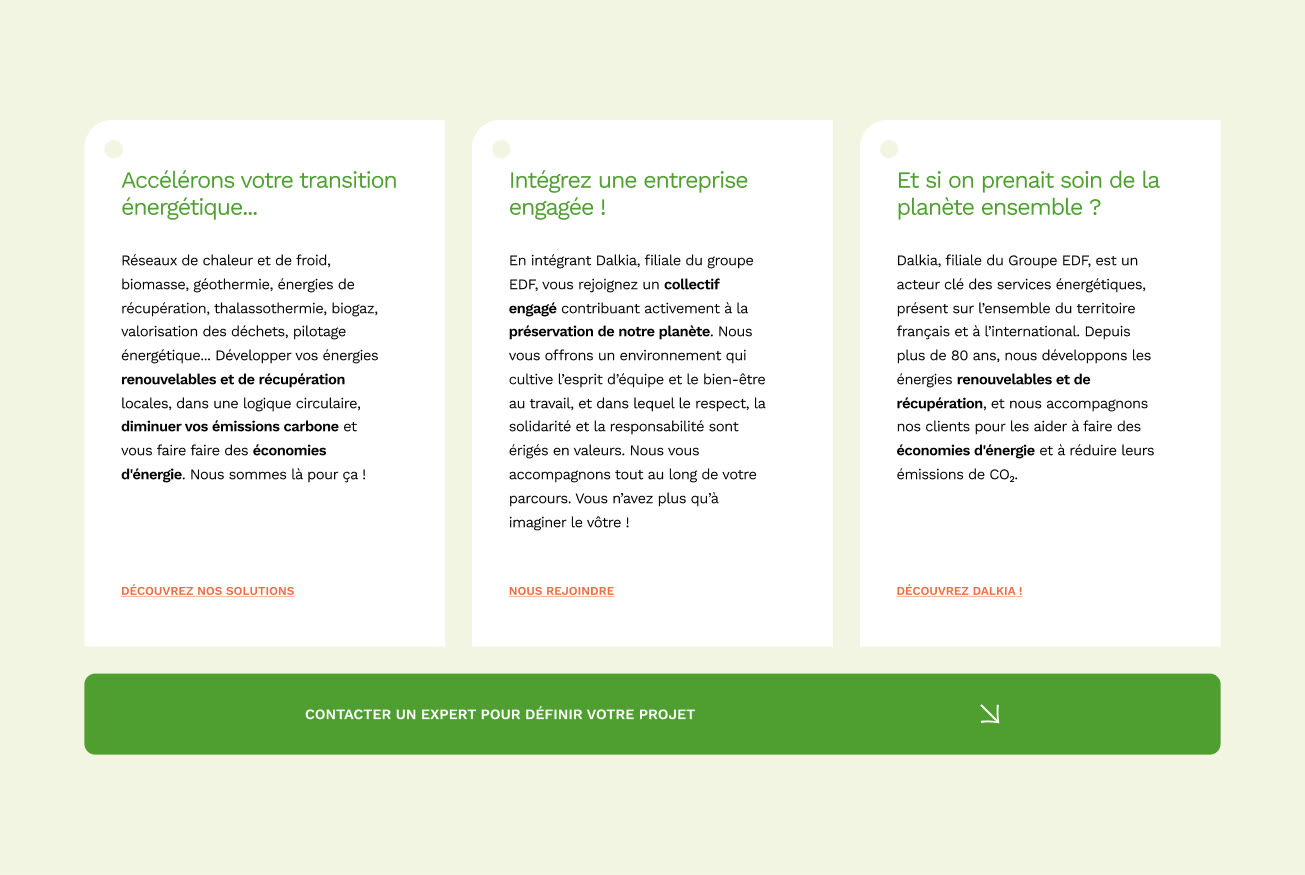 Accélérons votre transition
énergétique...
Réseaux de chaleur et de froid,
biomasse, géothermie, énergies de
récupération, thalassothermie, biogaz,
valorisation des déchets, pilotage
énergétique... Développer vos énergies
renouvelables et de récupération
locales, dans une logique circulaire,
diminuer vos émissions carbone et
vous faire faire des économies
d'énergie. Nous sommes là pour ça !
DÉCOUVREZ NOS SOLUTIONS
Intégrez une entreprise
engagée !
En intégrant Dalkia, filiale du groupe
EDF, vous rejoignez un collectif
engagé contribuant activement à la
préservation de notre planète. Nous
vous offrons un environnement qui
cultive l’esprit d’équipe et le bien-être
au travail, et dans lequel le respect, la
solidarité et la responsabilité sont
érigés en valeurs. Nous vous
accompagnons tout au long de votre
parcours. Vous n’avez plus qu’à
imaginer le vôtre !
NOUS REJOINDRE
Et si on prenait soin de la
planète ensemble ?
Dalkia, filiale du Groupe EDF, est un
acteur clé des services énergétiques,
présent sur l’ensemble du territoire
français et à l’international. Depuis
plus de 80 ans, nous développons les
énergies renouvelables et de
récupération, et nous accompagnons
nos clients pour les aider à faire des
économies d'énergie et à réduire leurs
émissions de CO₂.
DÉCOUVREZ DALKIA !
CONTACTER UN EXPERT POUR DÉFINIR VOTRE PROJET